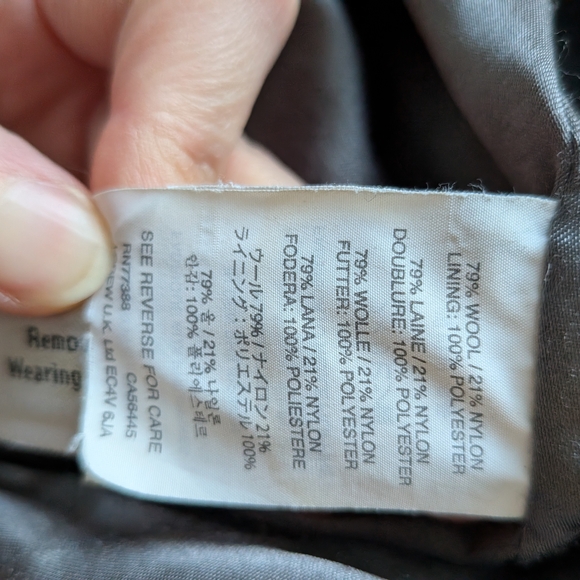 79% WOOL / 21% NYLON
LINING: 100% POLYESTER
79% LAINE / 21% NYLON
DOUBLURE: 100% POLYESTER
79% WOLLE / 21% NYLON
FUTTER: 100% POLYESTER
79% LANA / 21% NYLON
FODERA: 100% POLIESTERE
ウール 79% / ナイロン 21%
ライニング : ポリエステル 100%
79% 울 / 21% 나일론
안감: 100% 폴리에스테르
SEE REVERSE FOR CARE
RN77388 CA56445
U.K. Ltd EC4V 6JA
Remo
Wearing